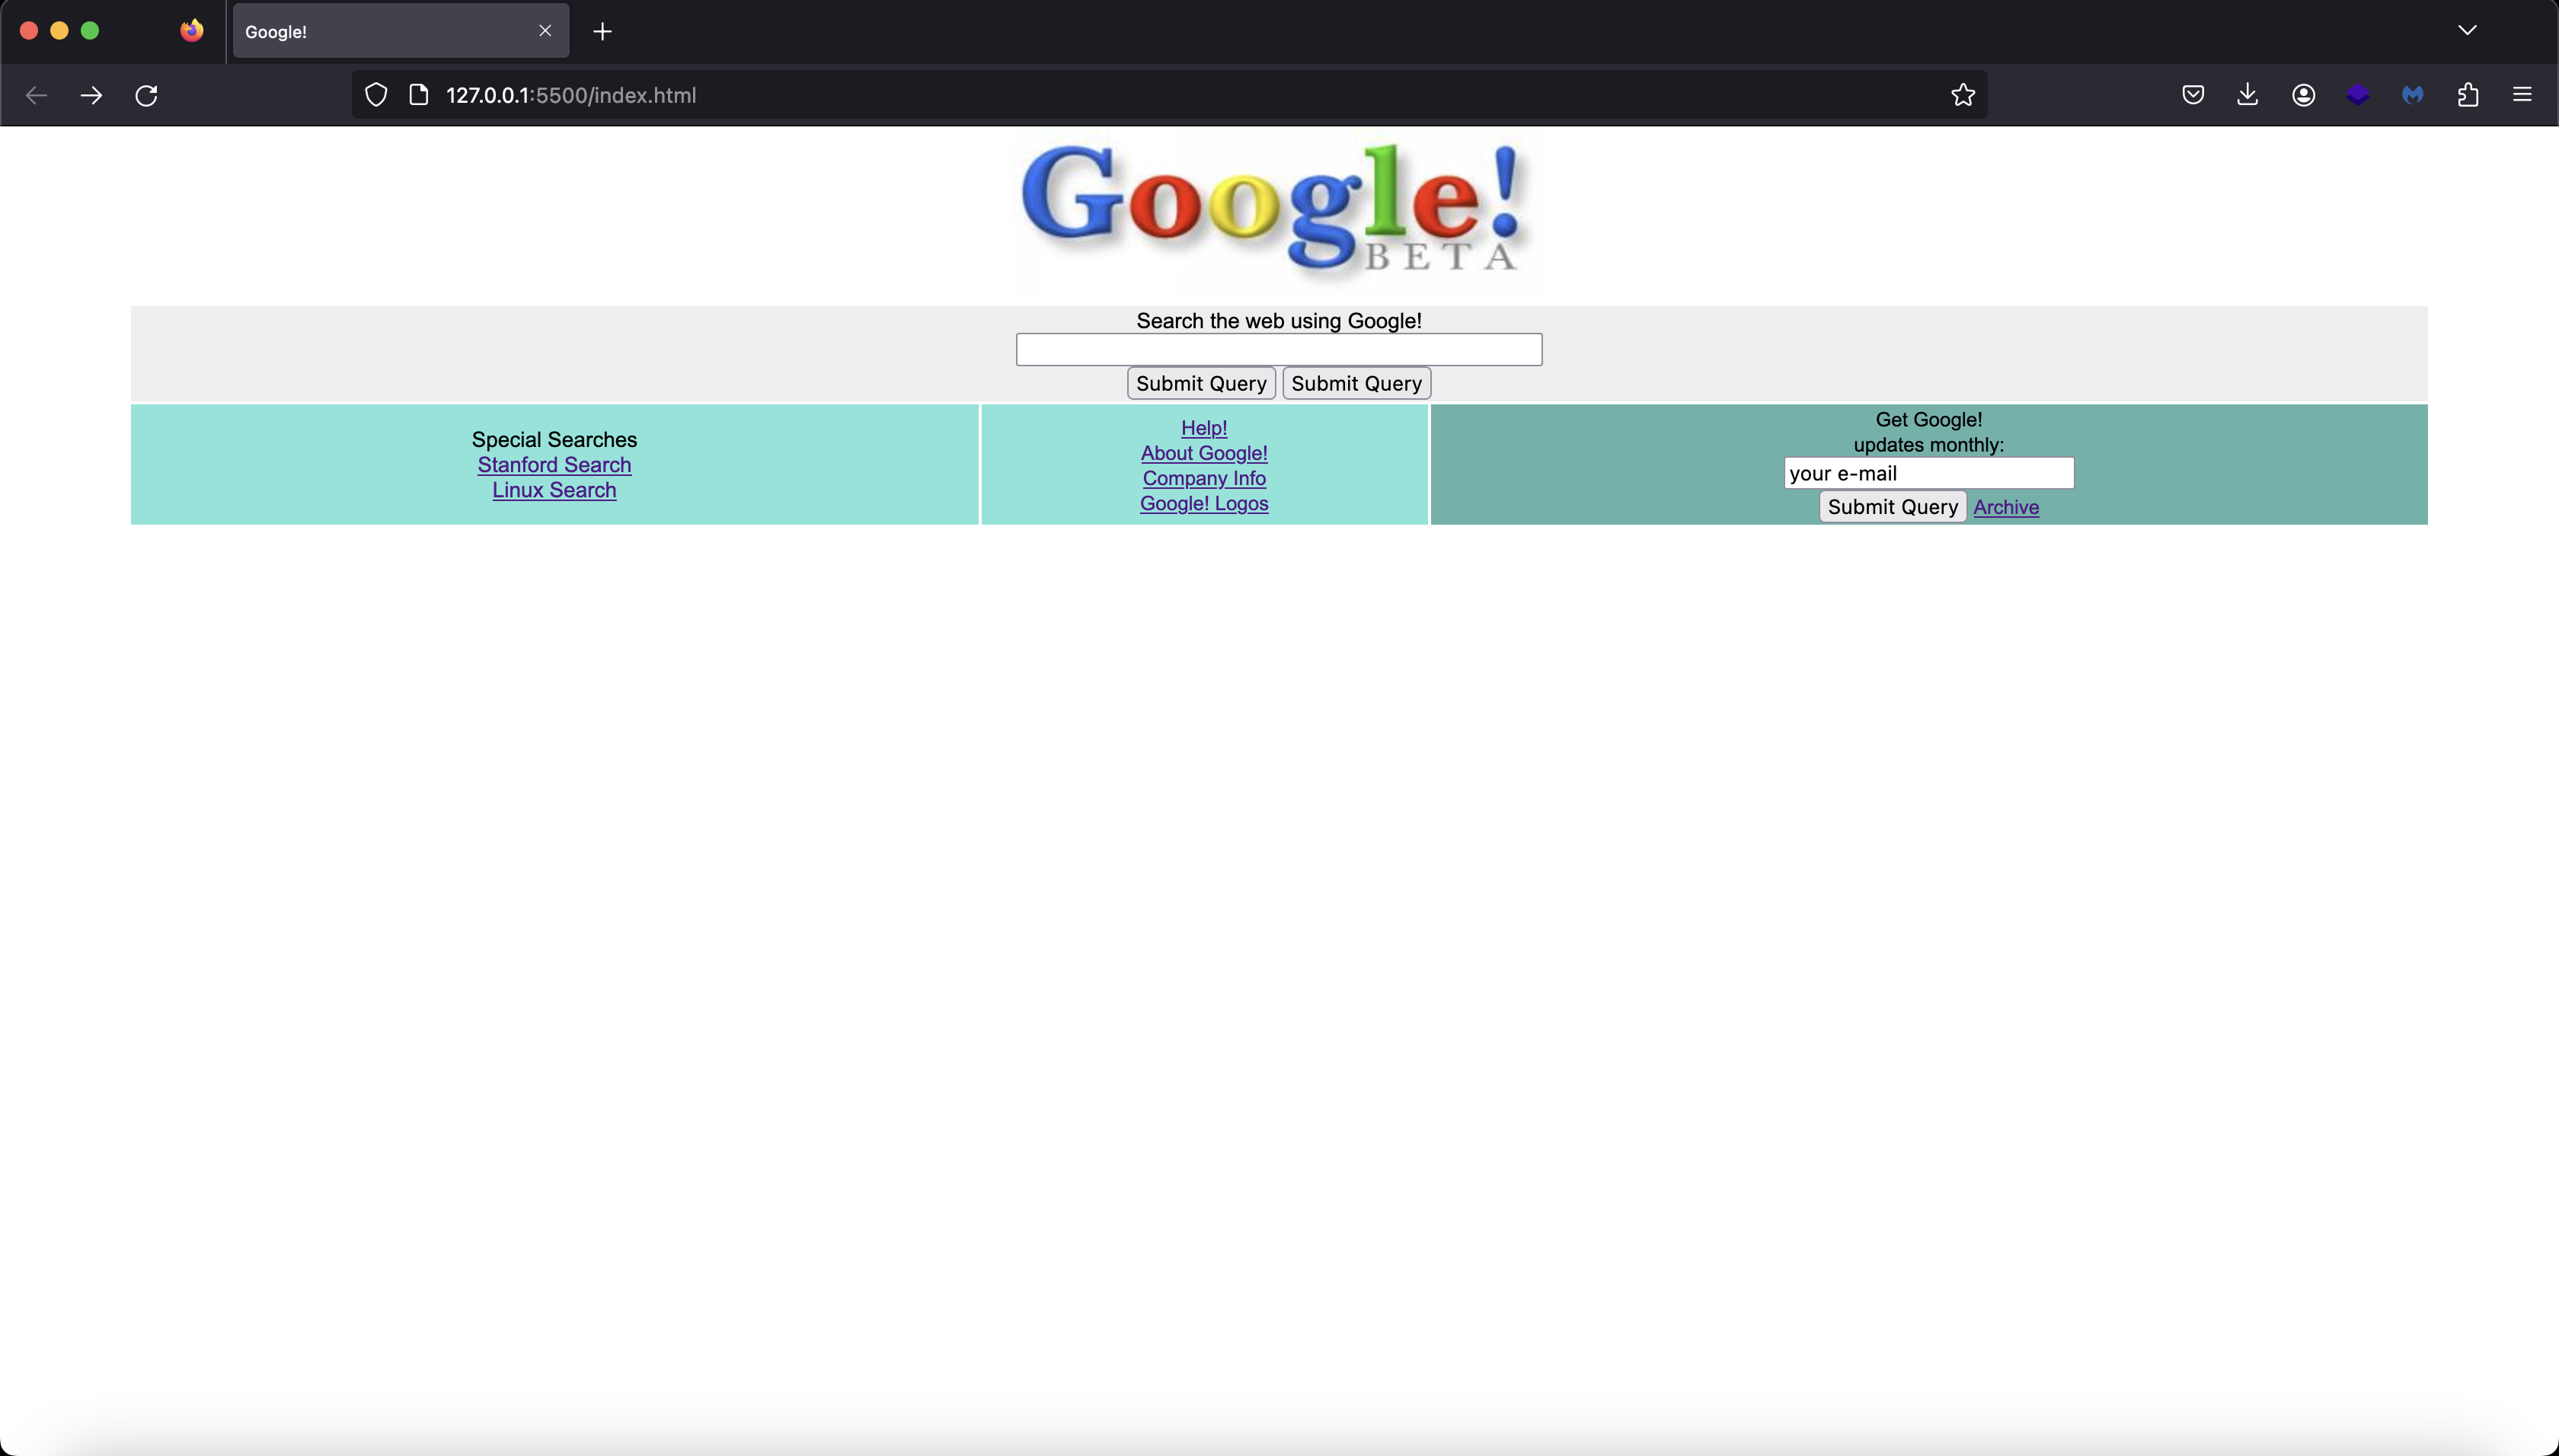 Google!
127.0.0.1:5500/index.html
Google!
BETA
Search the web using Google!
Submit Query Submit Query
Special Searches
Stanford Search
Linux Search
Help!
About Google!
Company Info
Google! Logos
Get Google!
updates monthly:
your e-mail
Submit Query Archive